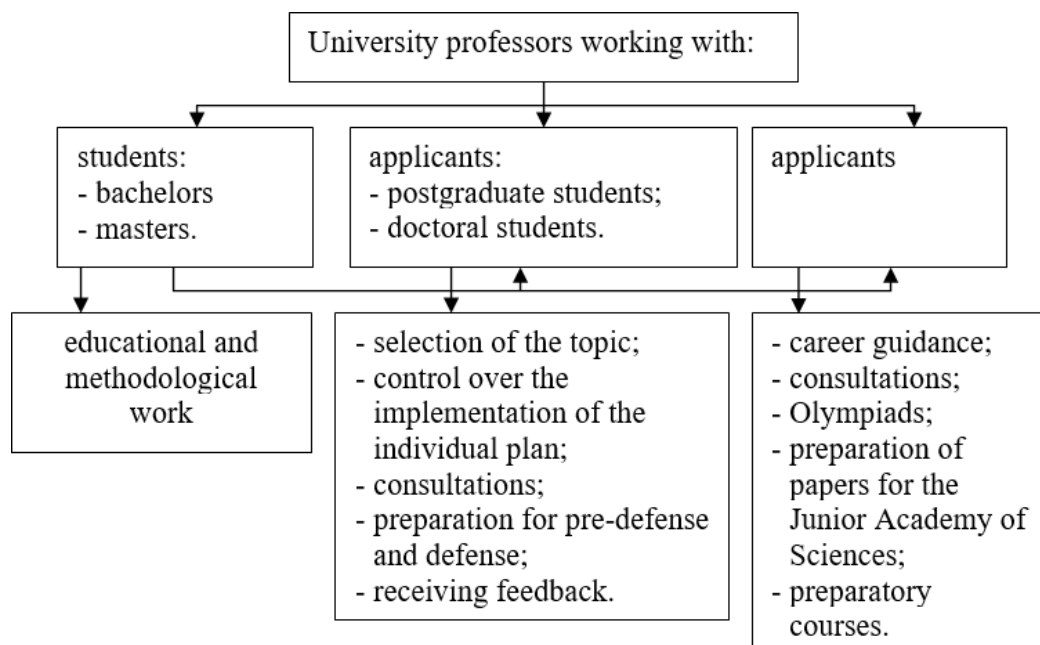 University professors working with:
students:
- bachelors
- masters.
applicants:
- postgraduate students;
- doctoral students.
applicants
educational and
methodological
work
- selection of the topic;
- control over the
implementation of the
individual plan;
- consultations;
- preparation for pre-defense
and defense;
- receiving feedback.
- career guidance;
- consultations;
- Olympiads;
- preparation of
papers for the
Junior Academy of
Sciences;
- preparatory
courses.